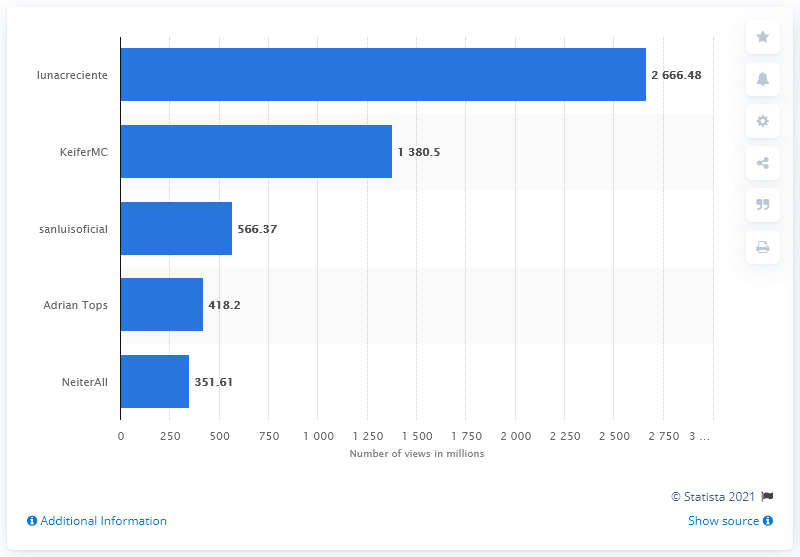 lunacreciente 2 666.48
KeiferMC 1 380.5
sanluisoficial 566.37
Adrian Tops 418.2
NeiterAll 351.61
0 250 500 750 1 000 1 250 1 500 1 750 2 000 2 250 2 500 2 750 3 ...
Number of views in millions
© Statista 2021
Additional Information Show source